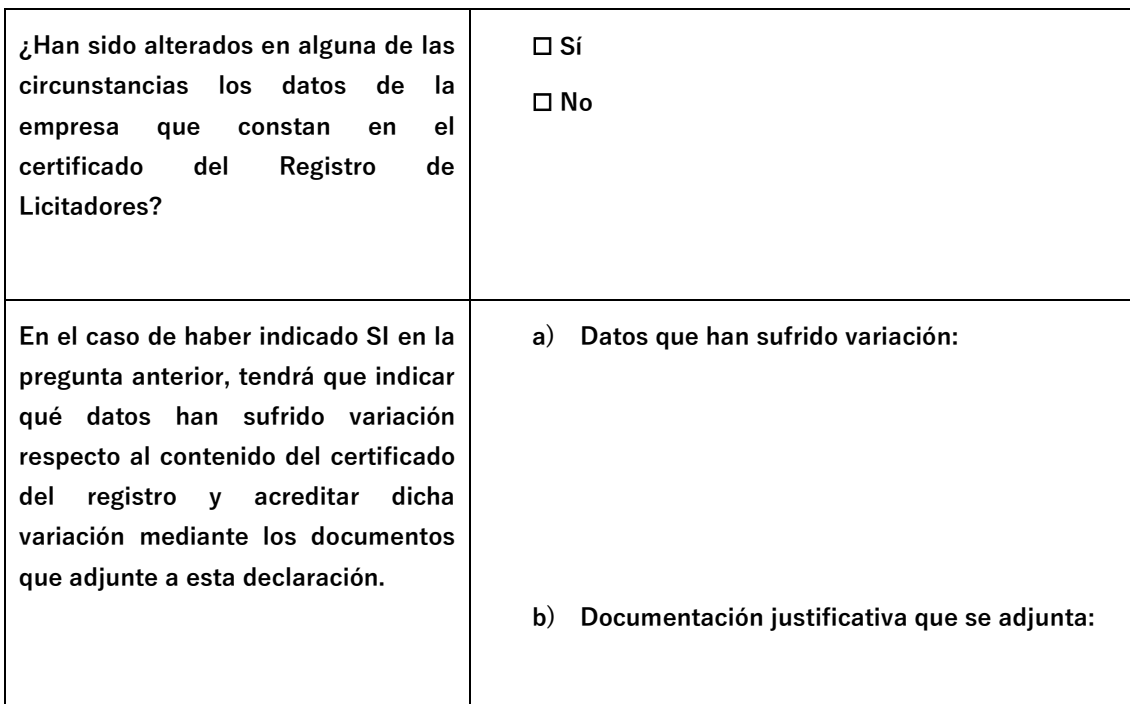 ¿Han sido alterados en alguna de las
circunstancias los datos de la
empresa que constan en el
certificado del Registro de
Licitadores?
☐ Sí
☐ No
En el caso de haber indicado SI en la
pregunta anterior, tendrá que indicar
qué datos han sufrido variación
respecto al contenido del certificado
del registro y acreditar dicha
variación mediante los documentos
que adjunte a esta declaración.
a) Datos que han sufrido variación:
b) Documentación justificativa que se adjunta: